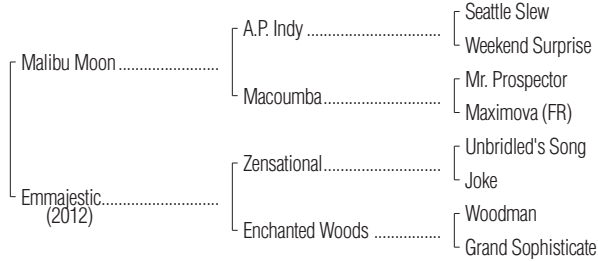 Seattle Slew
A.P. Indy
Weekend Surprise
Malibu Moon
Mr. Prospector
Macoumba
Maximova (FR)
Unbridled's Song
Zensational
Joke
Emmajestic
(2012)
Woodman
Enchanted Woods
Grand Sophisticate